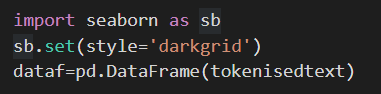 import seaborn as sb
sb.set(style='darkgrid')
dataf=pd.DataFrame(tokenisedtext)